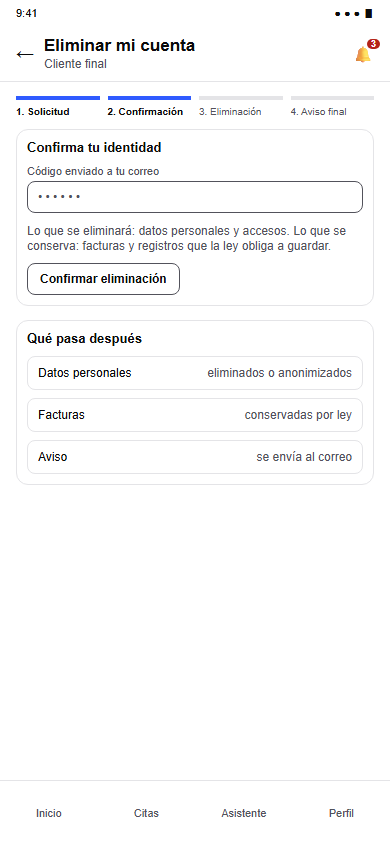 9:41
← Eliminar mi cuenta
Cliente final
3
1. Solicitud
2. Confirmación
3. Eliminación
4. Aviso final
Confirma tu identidad
Código enviado a tu correo
••••••
Lo que se eliminará: datos personales y accesos. Lo que se
conserva: facturas y registros que la ley obliga a guardar.
Confirmar eliminación
Qué pasa después
Datos personales eliminados o anonimizados
Facturas conservadas por ley
Aviso se envía al correo
Inicio Citas Asistente Perfil